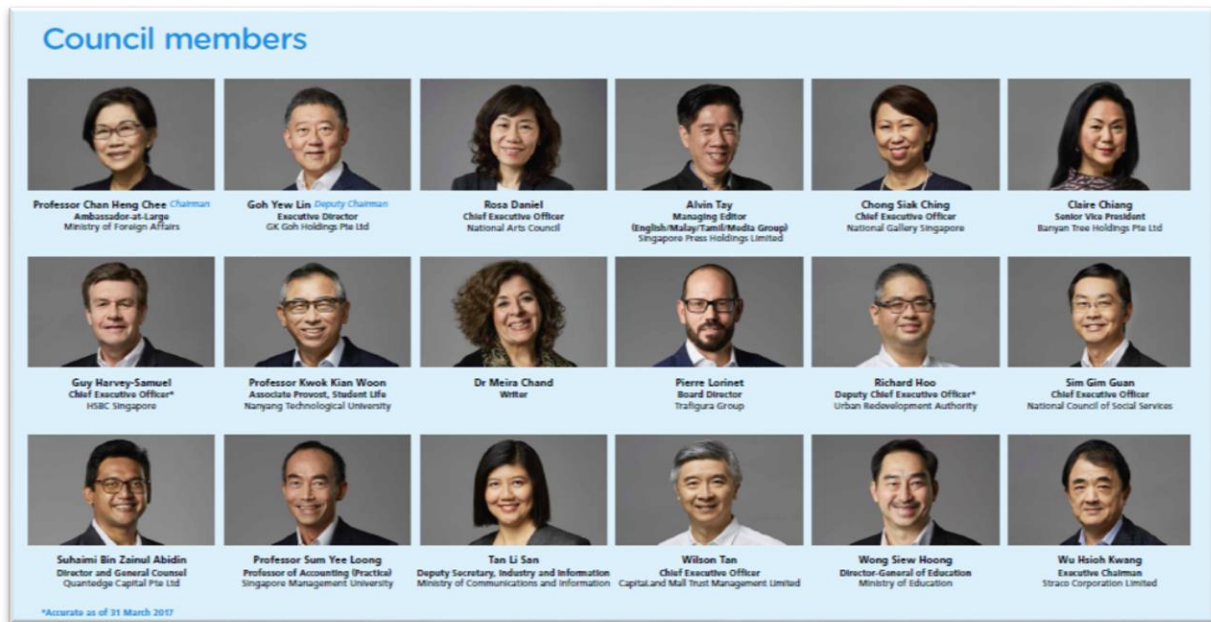 Council members
Professor Chan Heng Chee Chairman
Ambassador-at-Large
Ministry of Foreign Affairs
Goh Yew Lin Deputy Chairman
Executive Director
GK Goh Holdings Pte Ltd
Rosa Daniel
Chief Executive Officer
National Arts Council
Alvin Tay
Managing Editor
(English/Malay/Tamil/Media Group)
Singapore Press Holdings Limited
Chong Siak Ching
Chief Executive Officer
National Gallery Singapore
Claire Chiang
Senior Vice President
Banyan Tree Holdings Pte Ltd
Guy Harvey-Samuel
Chief Executive Officer*
HSBC Singapore
Professor Kwok Kian Woon
Associate Provost, Student Life
Nanyang Technological University
Dr Meira Chand
Writer
Pierre Lorinet
Board Director
Trafigura Group
Richard Hoo
Deputy Chief Executive Officer*
Urban Redevelopment Authority
Sim Gim Guan
Chief Executive Officer
National Council of Social Services
Suhaimi Bin Zainul Abidin
Director and General Counsel
Quantedge Capital Pte Ltd
Professor Sum Yee Loong
Professor of Accounting (Practice)
Singapore Management University
Tan Li San
Deputy Secretary, Industry and Information
Ministry of Communications and Information
Wilson Tan
Chief Executive Officer
CapitaLand Mall Trust Management Limited
Wong Siew Hoong
Director-General of Education
Ministry of Education
Wu Hsioh Kwang
Executive Chairman
Straco Corporation Limited
*Accurate as of 31 March 2017